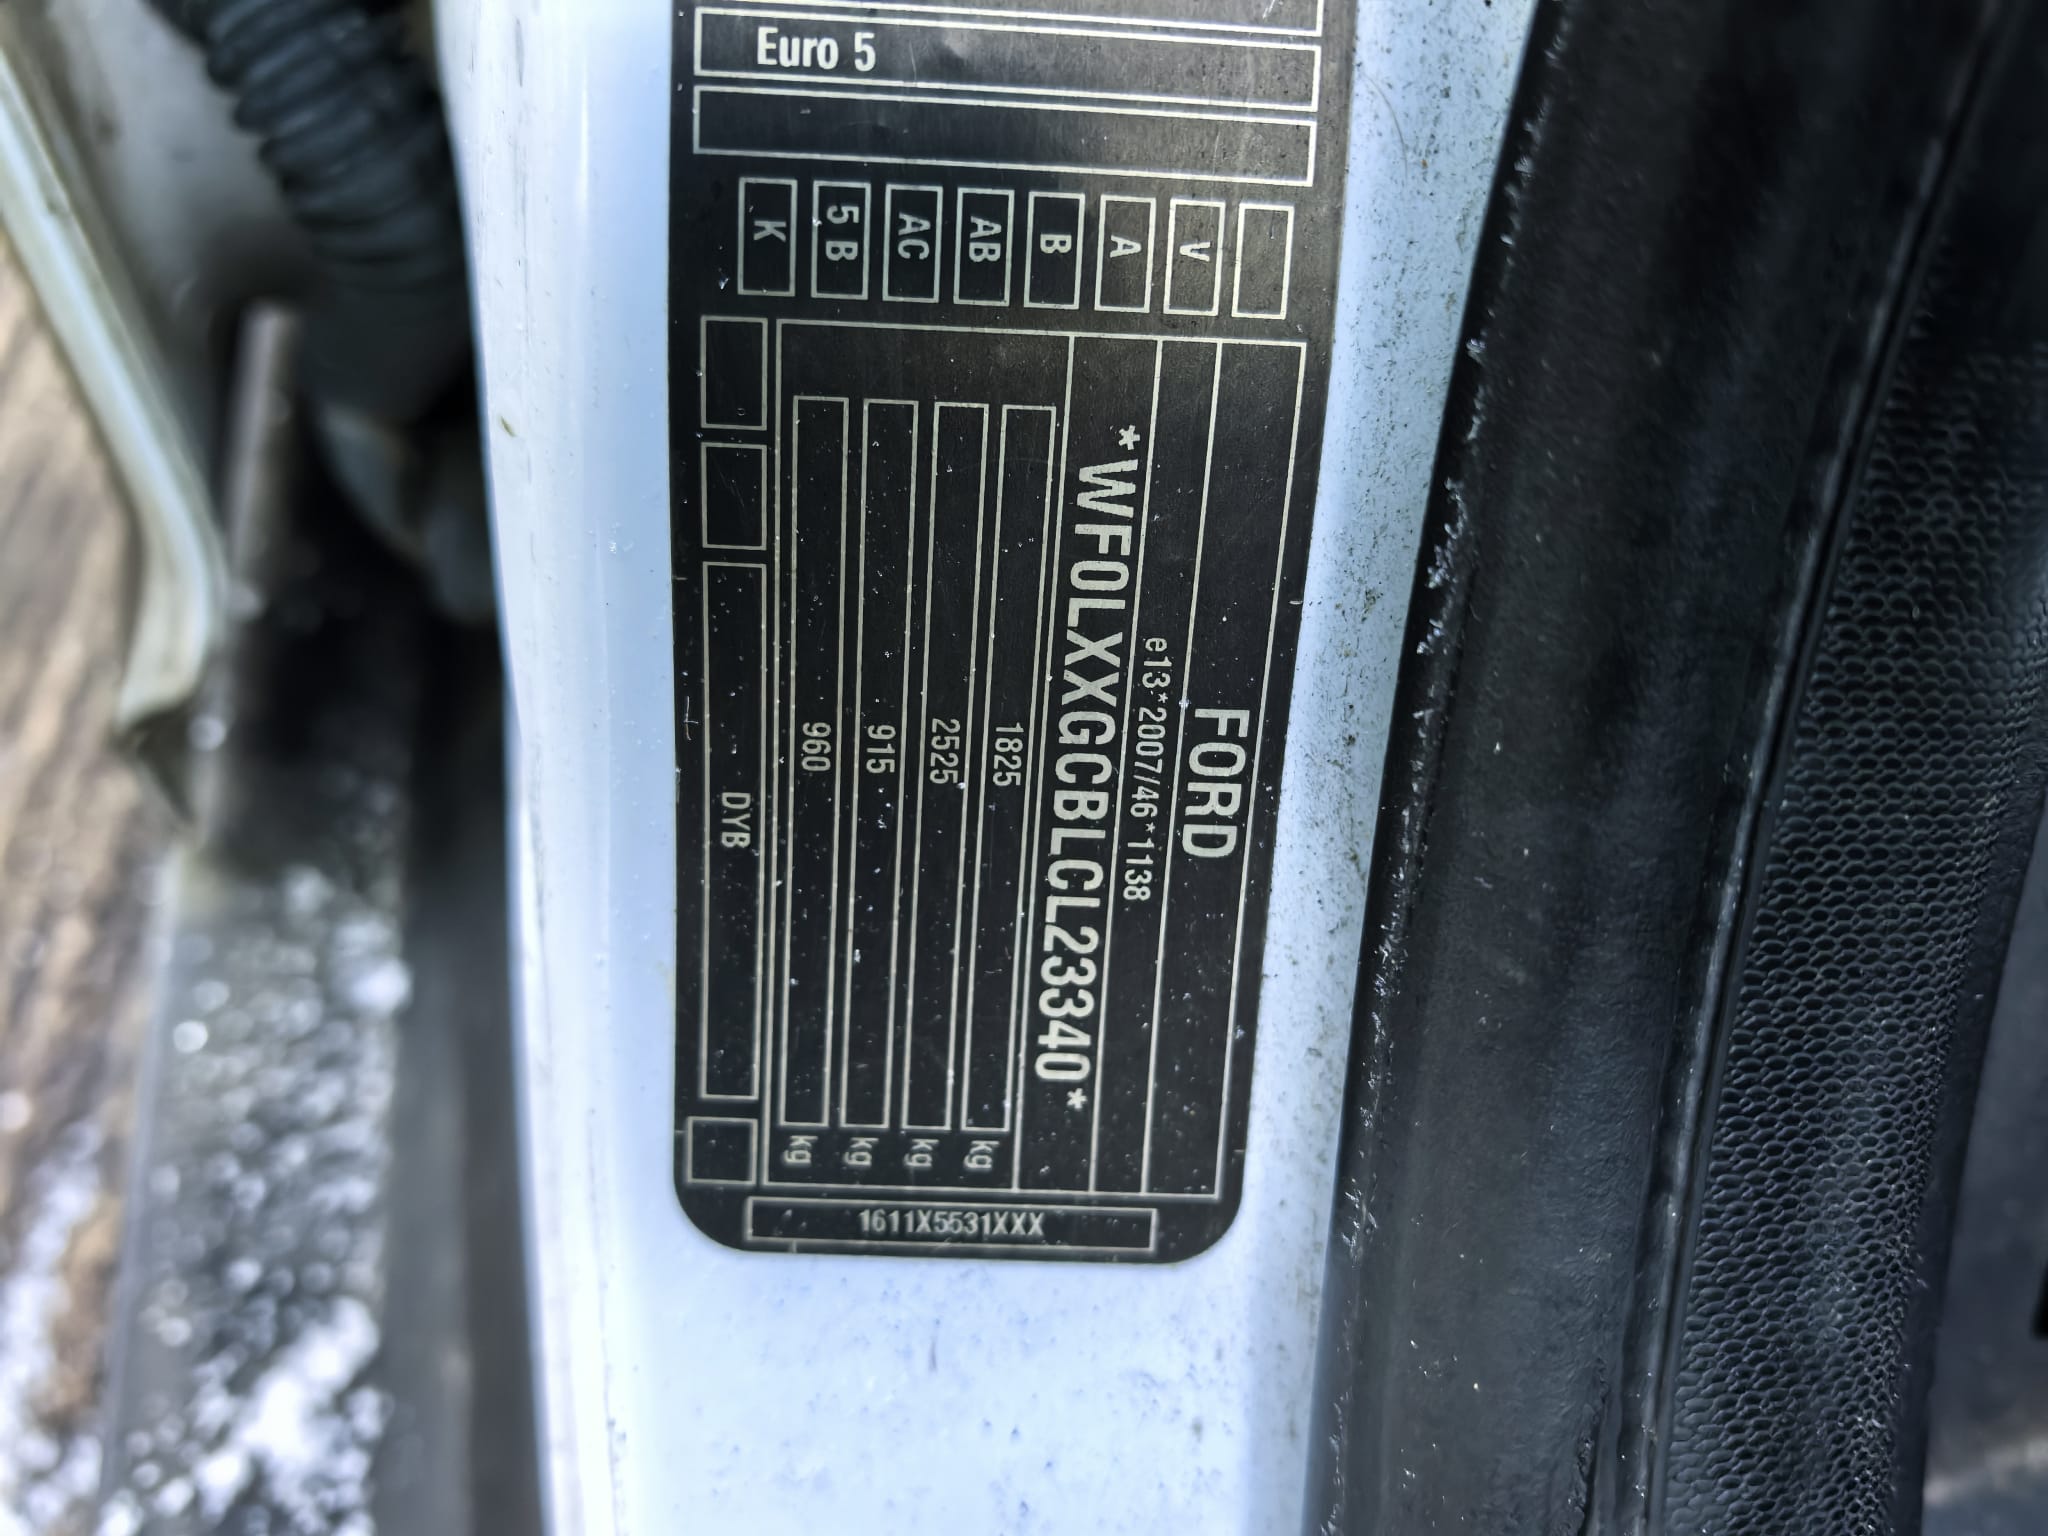 Euro 5
FORD
e13*2007/46*1138
*WF0LXXGCBLCL23340*
1825 kg
2525 kg
915 kg
960 kg
DYB
V
A
B
AB
AC
5 B
K
1611X5531XXX